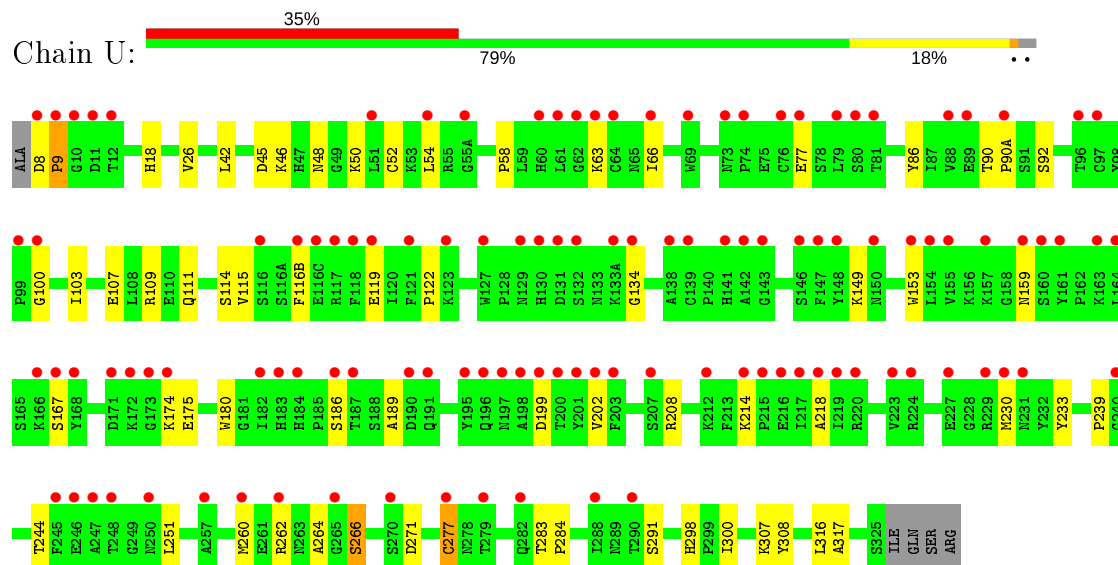 35%
Chain U:
79% 18% • •
ALA D8 P9 G10 D11 T12 H18 V26 L42 D45 K46 H47 N48 G49 K50 L51 C52 K53 L54 R55 G55A P58 L59 H60 L61 G62 K63 C64 N65 I66 W69 N73 P74 E75 C76 E77 S78 L79 S80 T81 Y86 I87 V88 E89 T90 P90A S91 S92 T96 C97 Y98
P99 G100 I103 E107 L108 R109 E110 Q111 S114 V115 S116 S116A F116B E116C R117 F118 E119 I120 F121 P122 K123 W127 P128 N129 H130 D131 S132 N133 K133A G134 A138 C139 P140 H141 A142 G143 S146 F147 Y148 K149 N150 W153 L154 V155 K156 K157 G158 N159 S160 Y161 P162 K163 L164
S165 K166 S167 Y168 D171 K172 G173 K174 E175 W180 G181 I182 H183 H184 P185 S186 T187 S188 A189 D190 Q191 Y195 Q196 N197 A198 D199 T200 Y201 V202 F203 S207 R208 K212 F213 K214 P215 E216 I217 A218 I219 R220 V223 R224 E227 G228 R229 M230 N231 Y232 Y233 P239 G240
T244 F245 E246 A247 T248 G249 N250 L251 A257 M260 E261 R262 N263 A264 G265 S266 S270 D271 C277 N278 T279 Q282 T283 P284 I288 N289 T290 S291 H298 P299 I300 K307 Y308 L316 A317 S325 ILE GLN SER ARG